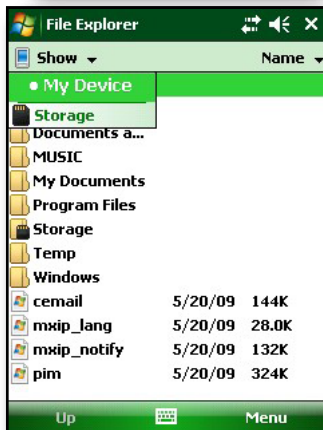 File Explorer
Show Name
My Device
Storage
Documents a...
MUSIC
My Documents
Program Files
Storage
Temp
Windows
cemail 5/20/09 144K
mxip_lang 5/20/09 28.0K
mxip_notify 5/20/09 132K
pim 5/20/09 324K
Up Menu